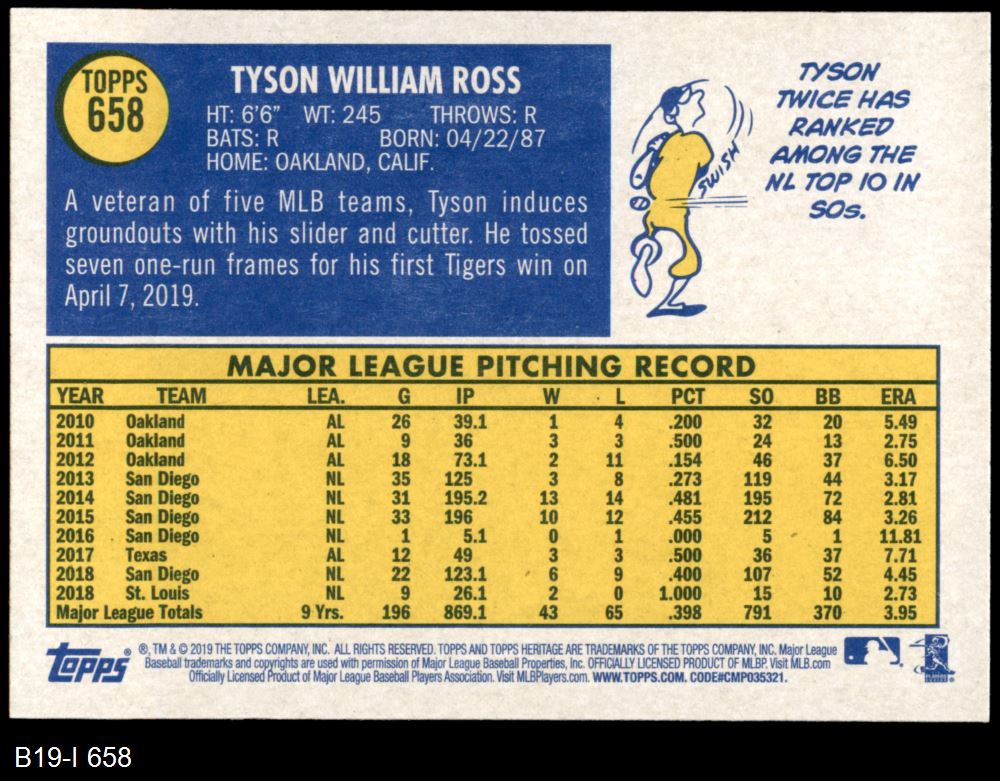 TOPPS
658
TYSON WILLIAM ROSS
HT: 6'6" WT: 245 THROWS: R
BATS: R BORN: 04/22/87
HOME: OAKLAND, CALIF.
A veteran of five MLB teams, Tyson induces
groundouts with his slider and cutter. He tossed
seven one-run frames for his first Tigers win on
April 7, 2019.
TYSON
TWICE HAS
RANKED
AMONG THE
NL TOP 10 IN
SOs.
SWISH
MAJOR LEAGUE PITCHING RECORD
YEAR TEAM LEA. G IP W L PCT SO BB ERA
2010 Oakland AL 26 39.1 1 4 .200 32 20 5.49
2011 Oakland AL 9 36 3 3 .500 24 13 2.75
2012 Oakland AL 18 73.1 2 11 .154 46 37 6.50
2013 San Diego NL 35 125 3 8 .273 119 44 3.17
2014 San Diego NL 31 195.2 13 14 .481 195 72 2.81
2015 San Diego NL 33 196 10 12 .455 212 84 3.26
2016 San Diego NL 1 5.1 0 1 .000 5 1 11.81
2017 Texas AL 12 49 3 3 .500 36 37 7.71
2018 San Diego NL 22 123.1 6 9 .400 107 52 4.45
2018 St. Louis NL 9 26.1 2 0 1.000 15 10 2.73
Major League Totals 9 Yrs. 196 869.1 43 65 .398 791 370 3.95
topps
®, TM & © 2019 THE TOPPS COMPANY, INC. ALL RIGHTS RESERVED. TOPPS AND TOPPS HERITAGE ARE TRADEMARKS OF THE TOPPS COMPANY, INC. Major League
Baseball trademarks and copyrights are used with permission of Major League Baseball Properties, Inc. OFFICIALLY LICENSED PRODUCT OF MLBP. Visit MLB.com
Officially Licensed Product of Major League Baseball Players Association. Visit MLBPlayers.com. WWW.TOPPS.COM. CODE#CMP035321.
B19-I 658